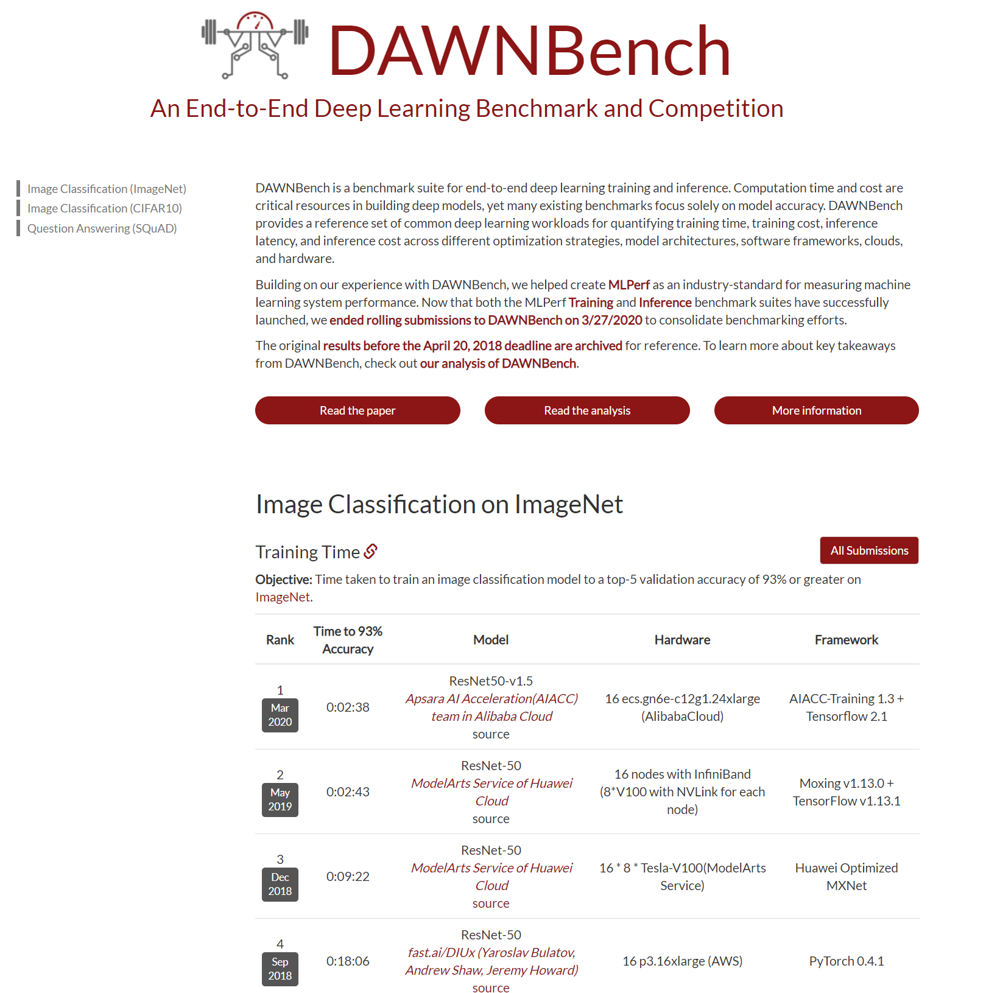 DAWNBench
An End-to-End Deep Learning Benchmark and Competition
Image Classification (ImageNet)
Image Classification (CIFAR10)
Question Answering (SQuAD)
DAWNBench is a benchmark suite for end-to-end deep learning training and inference. Computation time and cost are
critical resources in building deep models, yet many existing benchmarks focus solely on model accuracy. DAWNBench
provides a reference set of common deep learning workloads for quantifying training time, training cost, inference
latency, and inference cost across different optimization strategies, model architectures, software frameworks, clouds,
and hardware.
Building on our experience with DAWNBench, we helped create MLPerf as an industry-standard for measuring machine
learning system performance. Now that both the MLPerf Training and Inference benchmark suites have successfully
launched, we ended rolling submissions to DAWNBench on 3/27/2020 to consolidate benchmarking efforts.
The original results before the April 20, 2018 deadline are archived for reference. To learn more about key takeaways
from DAWNBench, check out our analysis of DAWNBench.
Read the paper
Read the analysis
More information
Image Classification on ImageNet
Training Time
All Submissions
Objective: Time taken to train an image classification model to a top-5 validation accuracy of 93% or greater on
ImageNet.
Rank
Time to 93%
Accuracy
Model
Hardware
Framework
1
Mar
2020
0:02:38
ResNet50-v1.5
Apsara AI Acceleration(AIACC)
team in Alibaba Cloud
source
16 ecs.gn6e-c12g1.24xlarge
(AlibabaCloud)
AIACC-Training 1.3 +
Tensorflow 2.1
2
May
2019
0:02:43
ResNet-50
ModelArts Service of Huawei
Cloud
source
16 nodes with InfiniBand
(8*V100 with NVLink for each
node)
Moxing v1.13.0 +
TensorFlow v1.13.1
3
Dec
2018
0:09:22
ResNet-50
ModelArts Service of Huawei
Cloud
source
16 * 8 * Tesla-V100(ModelArts
Service)
Huawei Optimized
MXNet
4
Sep
2018
0:18:06
ResNet-50
fast.ai/DIUx (Yaroslav Bulatov,
Andrew Shaw, Jeremy Howard)
source
16 p3.16xlarge (AWS)
PyTorch 0.4.1